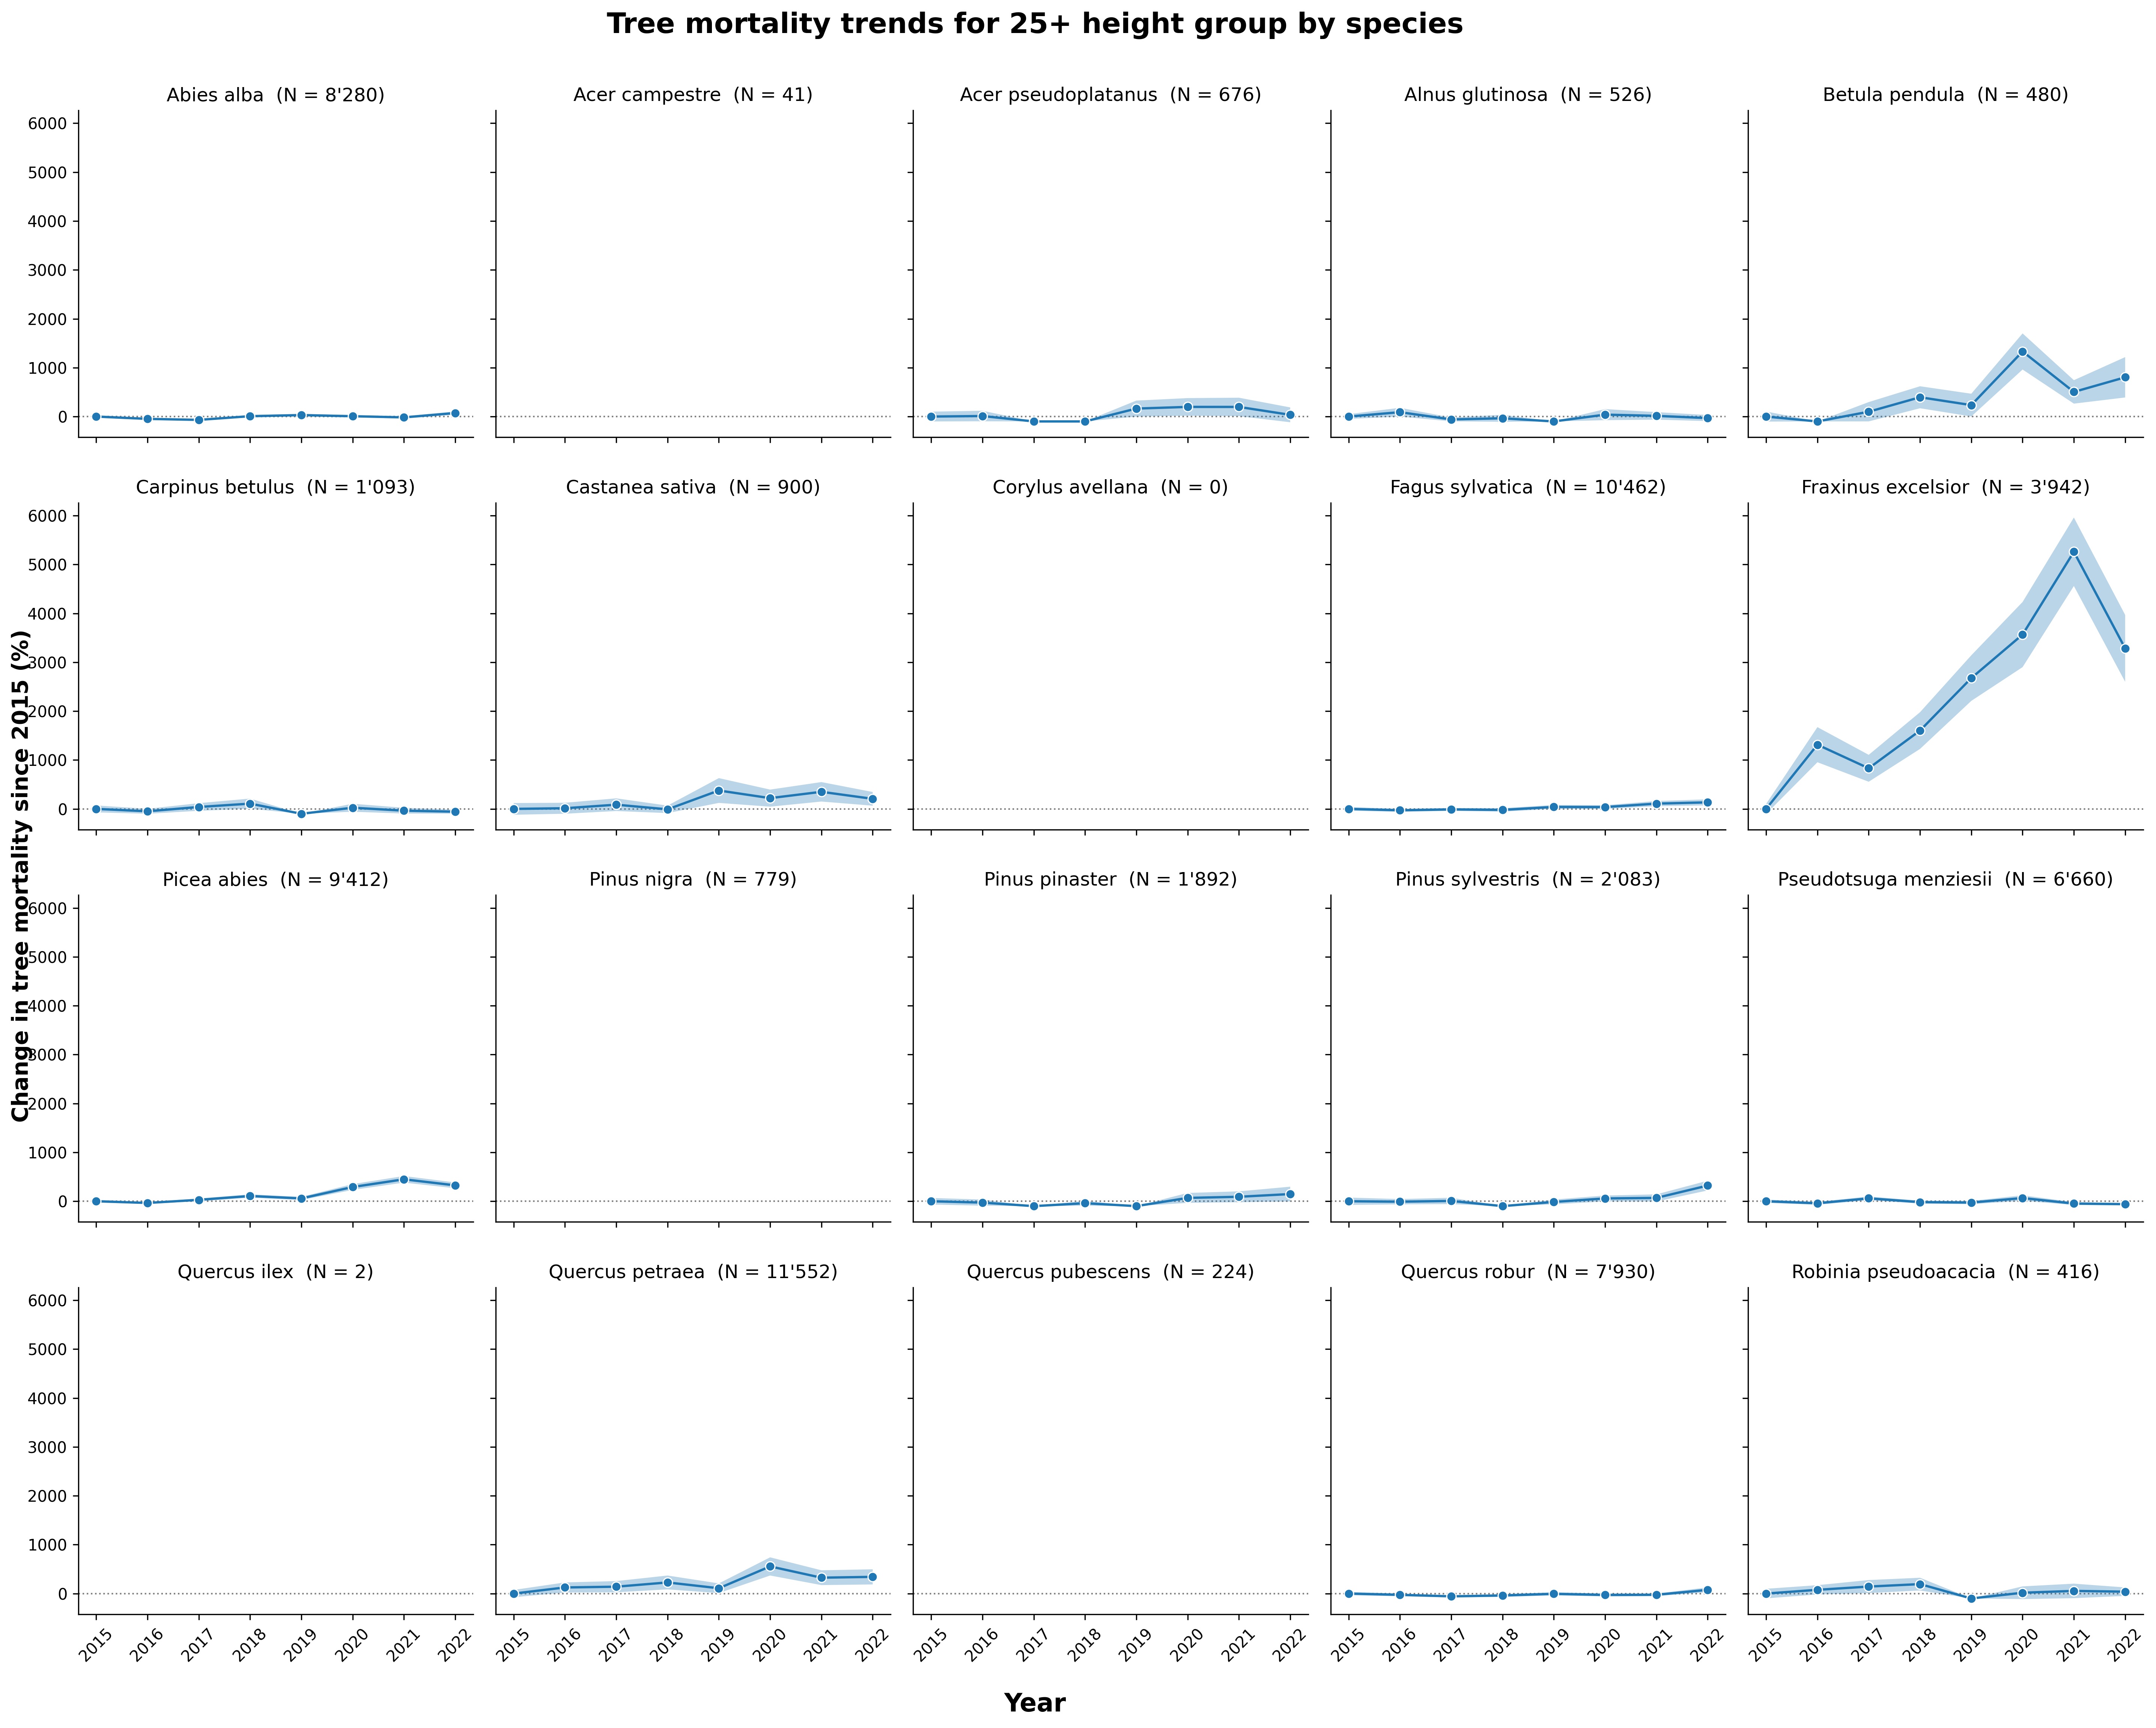 Tree mortality trends for 25+ height group by species
Abies alba  (N = 8'280)
Acer campestre  (N = 41)
Acer pseudoplatanus  (N = 676)
Alnus glutinosa  (N = 526)
Betula pendula  (N = 480)
6000
5000
4000
3000
2000
1000
0
Carpinus betulus  (N = 1'093)
Castanea sativa  (N = 900)
Corylus avellana  (N = 0)
Fagus sylvatica  (N = 10'462)
Fraxinus excelsior  (N = 3'942)
6000
5000
4000
3000
2000
1000
0
Change in tree mortality since 2015 (%)
Picea abies  (N = 9'412)
Pinus nigra  (N = 779)
Pinus pinaster  (N = 1'892)
Pinus sylvestris  (N = 2'083)
Pseudotsuga menziesii  (N = 6'660)
6000
5000
4000
3000
2000
1000
0
Quercus ilex  (N = 2)
Quercus petraea  (N = 11'552)
Quercus pubescens  (N = 224)
Quercus robur  (N = 7'930)
Robinia pseudoacacia  (N = 416)
6000
5000
4000
3000
2000
1000
0
2015 2016 2017 2018 2019 2020 2021 2022
2015 2016 2017 2018 2019 2020 2021 2022
2015 2016 2017 2018 2019 2020 2021 2022
2015 2016 2017 2018 2019 2020 2021 2022
2015 2016 2017 2018 2019 2020 2021 2022
Year